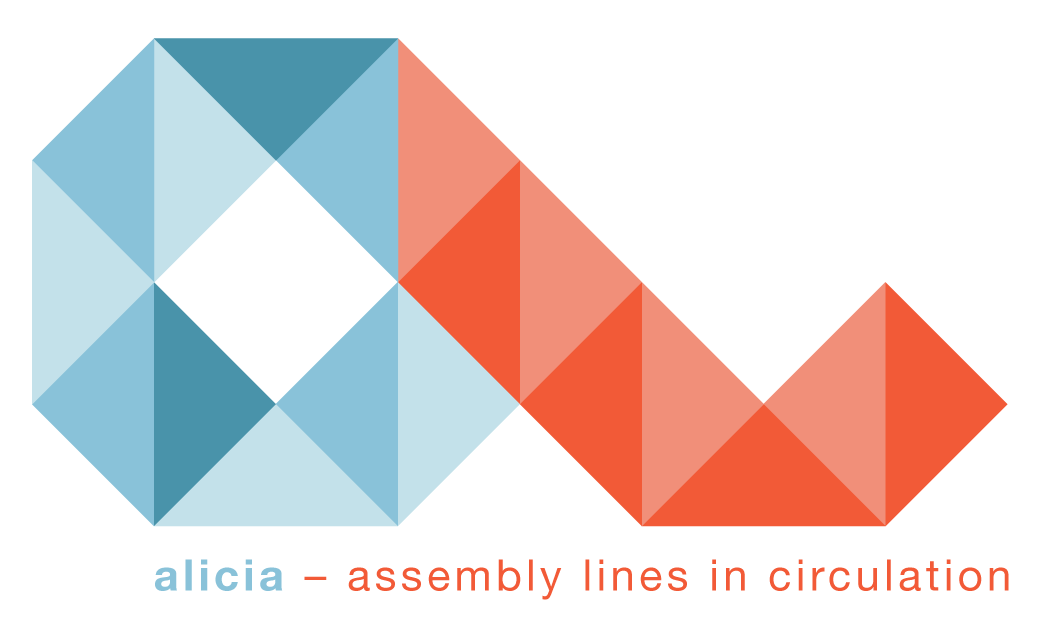 alicia – assembly lines in circulation